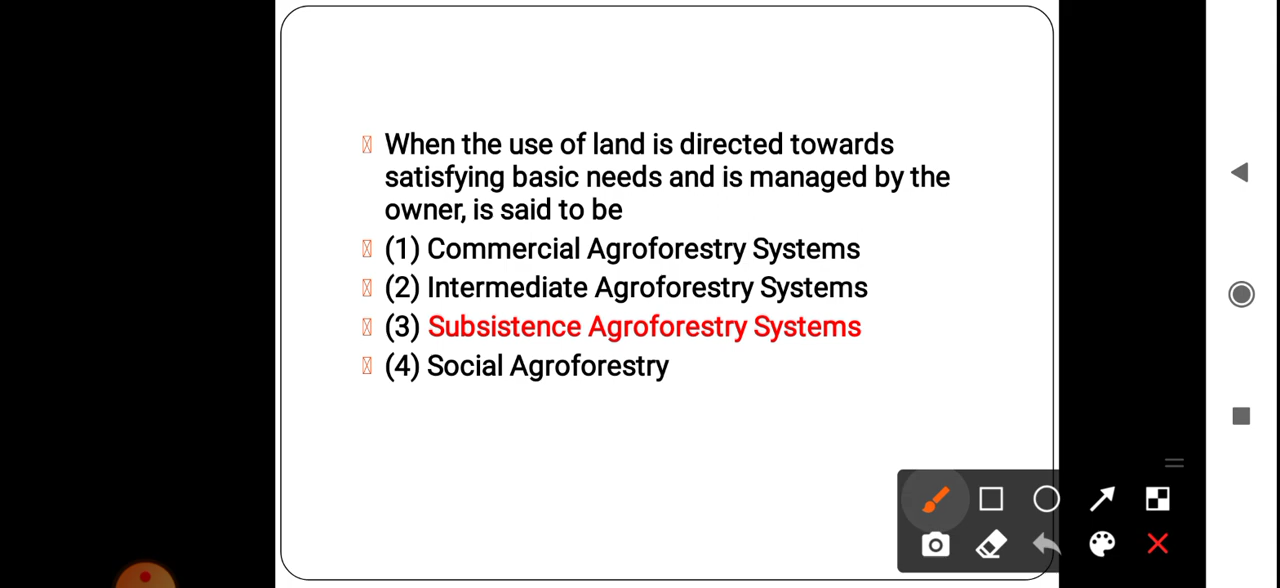 When the use of land is directed towards
satisfying basic needs and is managed by the
owner, is said to be
(1) Commercial Agroforestry Systems
(2) Intermediate Agroforestry Systems
(3) Subsistence Agroforestry Systems
(4) Social Agroforestry